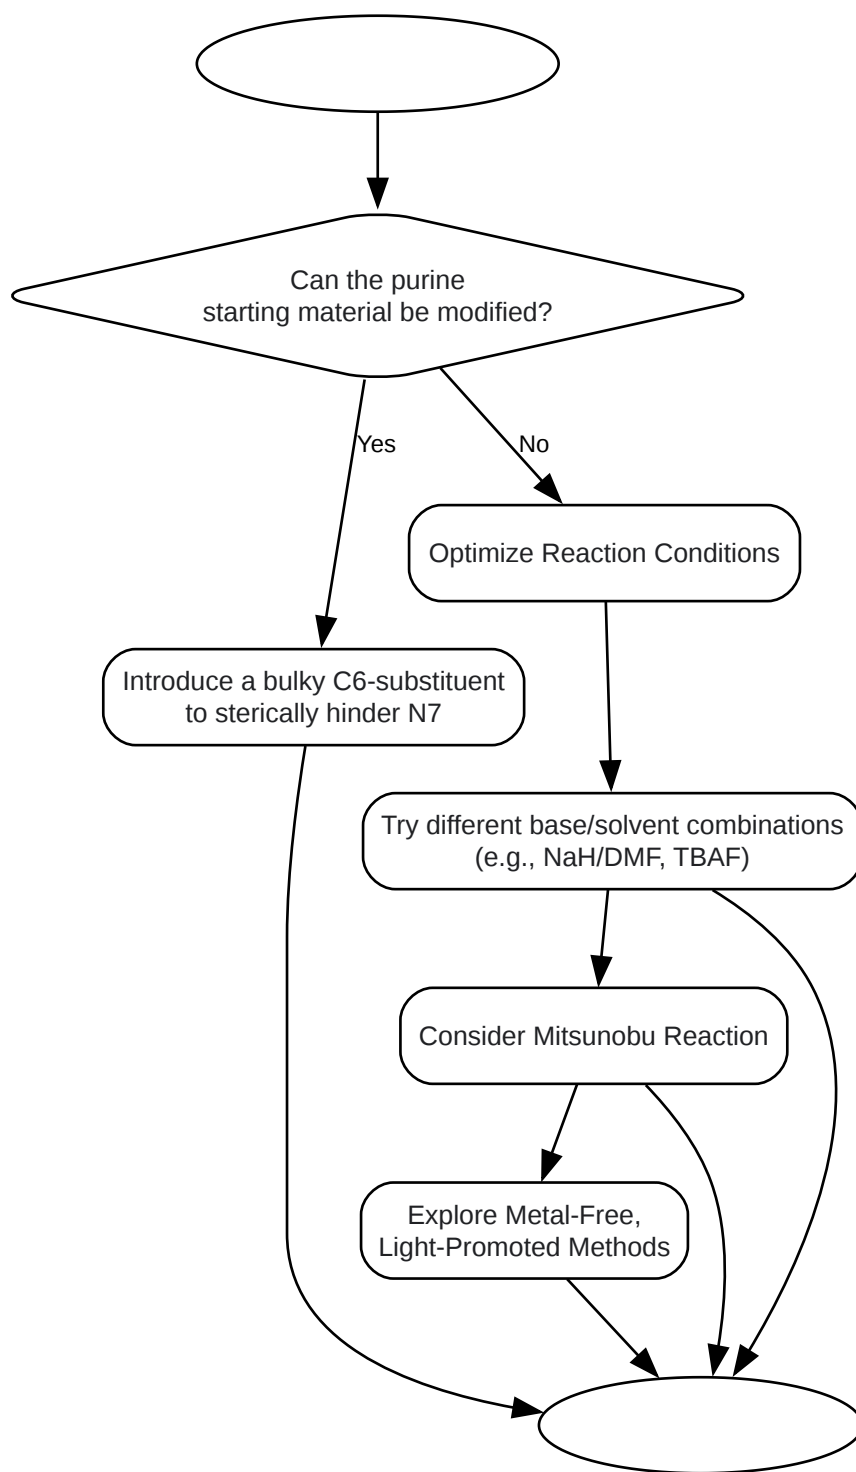 Can the purine
starting material be modified?
Yes
No
Optimize Reaction Conditions
Introduce a bulky C6-substituent
to sterically hinder N7
Try different base/solvent combinations
(e.g., NaH/DMF, TBAF)
Consider Mitsunobu Reaction
Explore Metal-Free,
Light-Promoted Methods